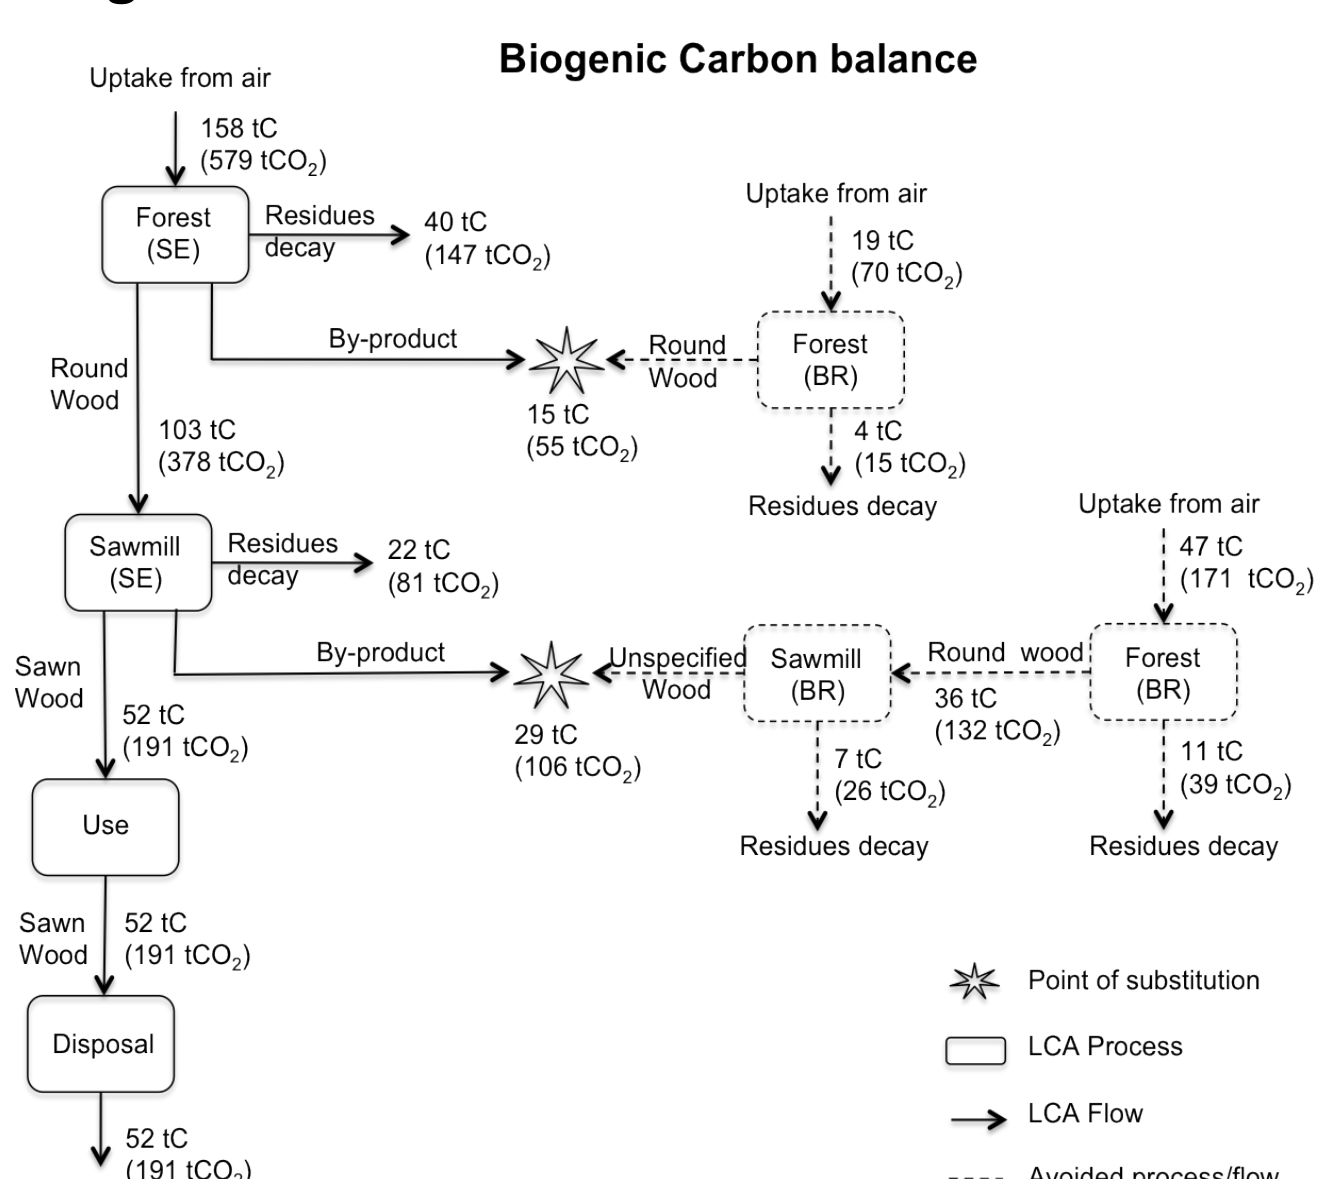 Biogenic Carbon balance
Uptake from air
158 tC
(579 tCO₂)
Forest
(SE)
Residues
decay
40 tC
(147 tCO₂)
Uptake from air
19 tC
(70 tCO₂)
By-product
Round
Wood
Forest
(BR)
15 tC
(55 tCO₂)
4 tC
(15 tCO₂)
Residues decay
Round
Wood
103 tC
(378 tCO₂)
Uptake from air
47 tC
(171 tCO₂)
Sawmill
(SE)
Residues
decay
22 tC
(81 tCO₂)
By-product
Unspecified
Wood
Sawmill
(BR)
Round wood
36 tC
(132 tCO₂)
Forest
(BR)
29 tC
(106 tCO₂)
7 tC
(26 tCO₂)
Residues decay
11 tC
(39 tCO₂)
Residues decay
Sawn
Wood
52 tC
(191 tCO₂)
Use
Sawn
Wood
52 tC
(191 tCO₂)
Disposal
52 tC
(191 tCO₂)
Point of substitution
LCA Process
LCA Flow
Avoided process/flow